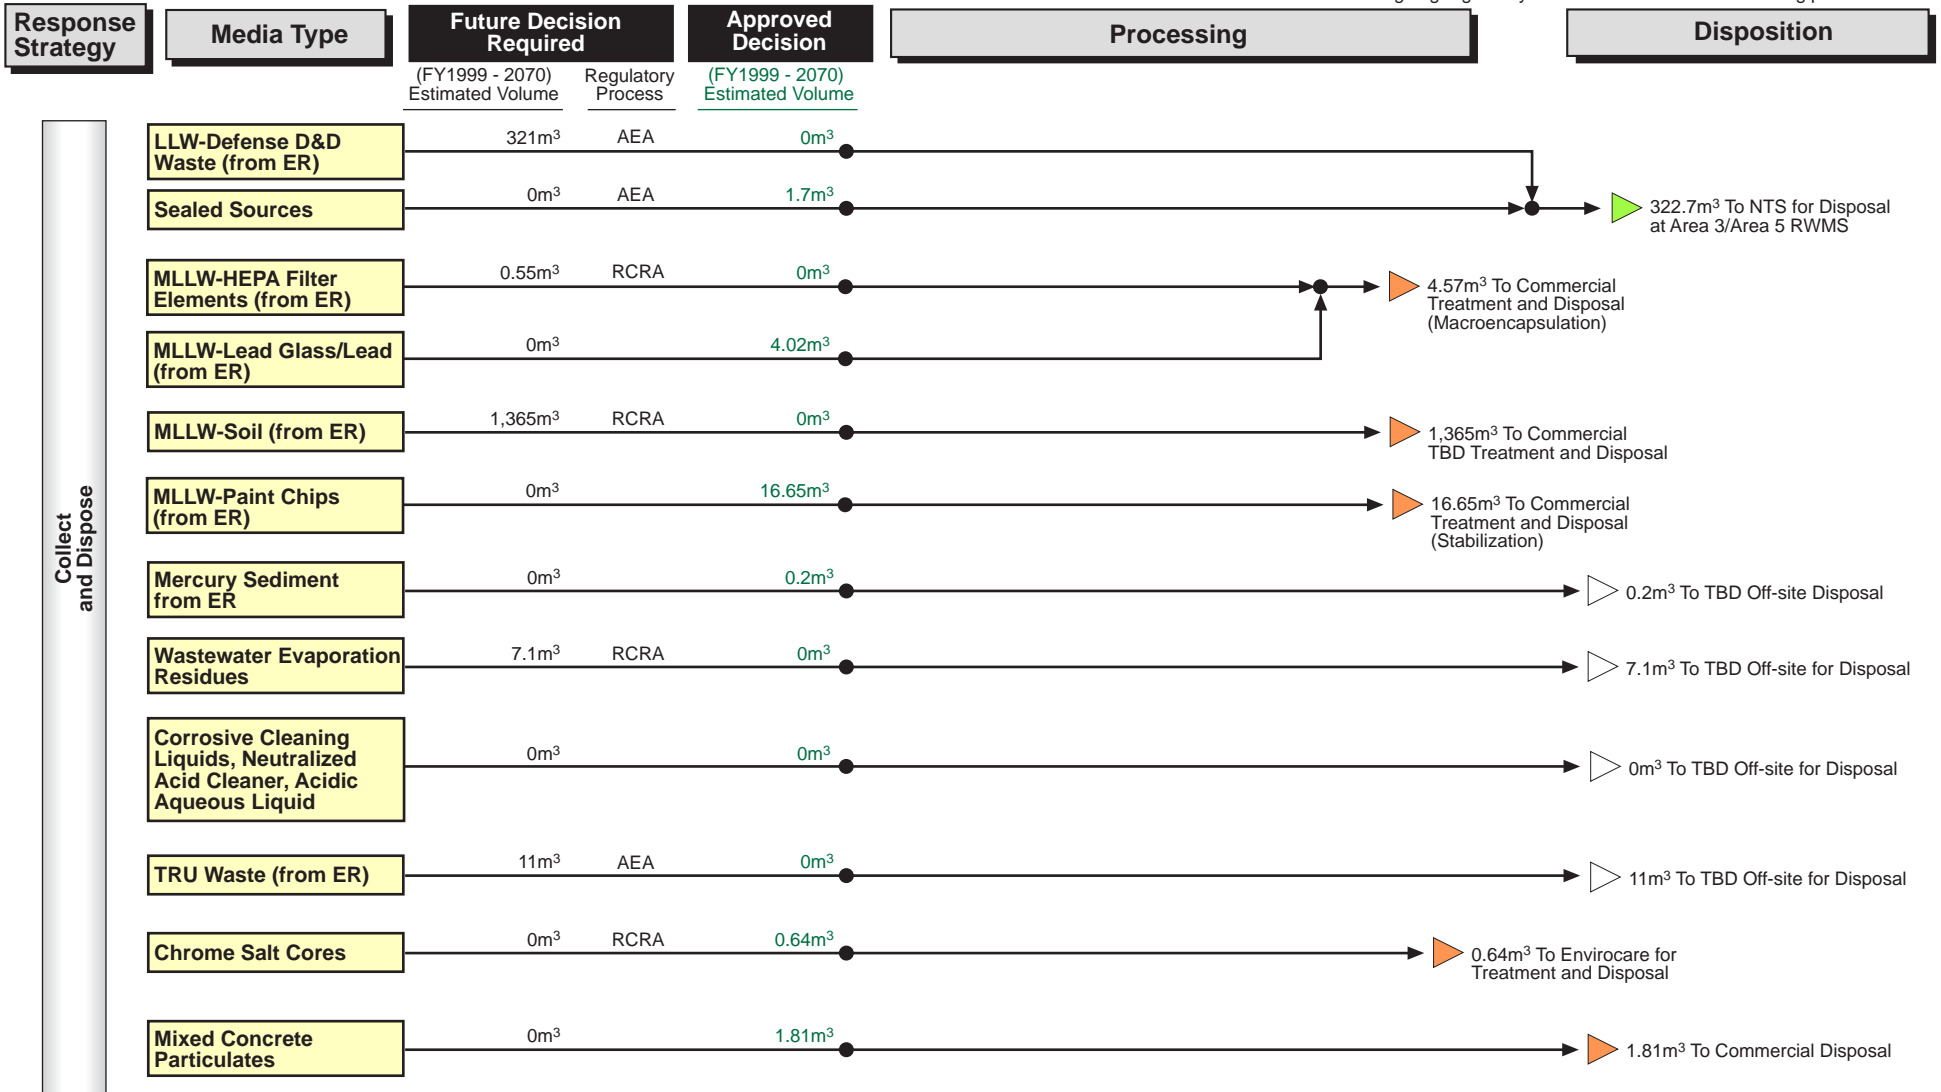 Response
Strategy
Media Type
Future Decision
Required
Approved
Decision
Processing
Disposition
(FY1999 - 2070)
Estimated Volume
Regulatory
Process
(FY1999 - 2070)
Estimated Volume
Collect
and Dispose
LLW-Defense D&D
Waste (from ER)
321m³ AEA 0m³
Sealed Sources
0m³ AEA 1.7m³
322.7m³ To NTS for Disposal
at Area 3/Area 5 RWMS
MLLW-HEPA Filter
Elements (from ER)
0.55m³ RCRA 0m³
4.57m³ To Commercial
Treatment and Disposal
(Macroencapsulation)
MLLW-Lead Glass/Lead
(from ER)
0m³ 4.02m³
MLLW-Soil (from ER)
1,365m³ RCRA 0m³
1,365m³ To Commercial
TBD Treatment and Disposal
MLLW-Paint Chips
(from ER)
0m³ 16.65m³
16.65m³ To Commercial
Treatment and Disposal
(Stabilization)
Mercury Sediment
from ER
0m³ 0.2m³
0.2m³ To TBD Off-site Disposal
Wastewater Evaporation
Residues
7.1m³ RCRA 0m³
7.1m³ To TBD Off-site for Disposal
Corrosive Cleaning
Liquids, Neutralized
Acid Cleaner, Acidic
Aqueous Liquid
0m³ 0m³
0m³ To TBD Off-site for Disposal
TRU Waste (from ER)
11m³ AEA 0m³
11m³ To TBD Off-site for Disposal
Chrome Salt Cores
0m³ RCRA 0.64m³
0.64m³ To Envirocare for
Treatment and Disposal
Mixed Concrete
Particulates
0m³ 1.81m³
1.81m³ To Commercial Disposal